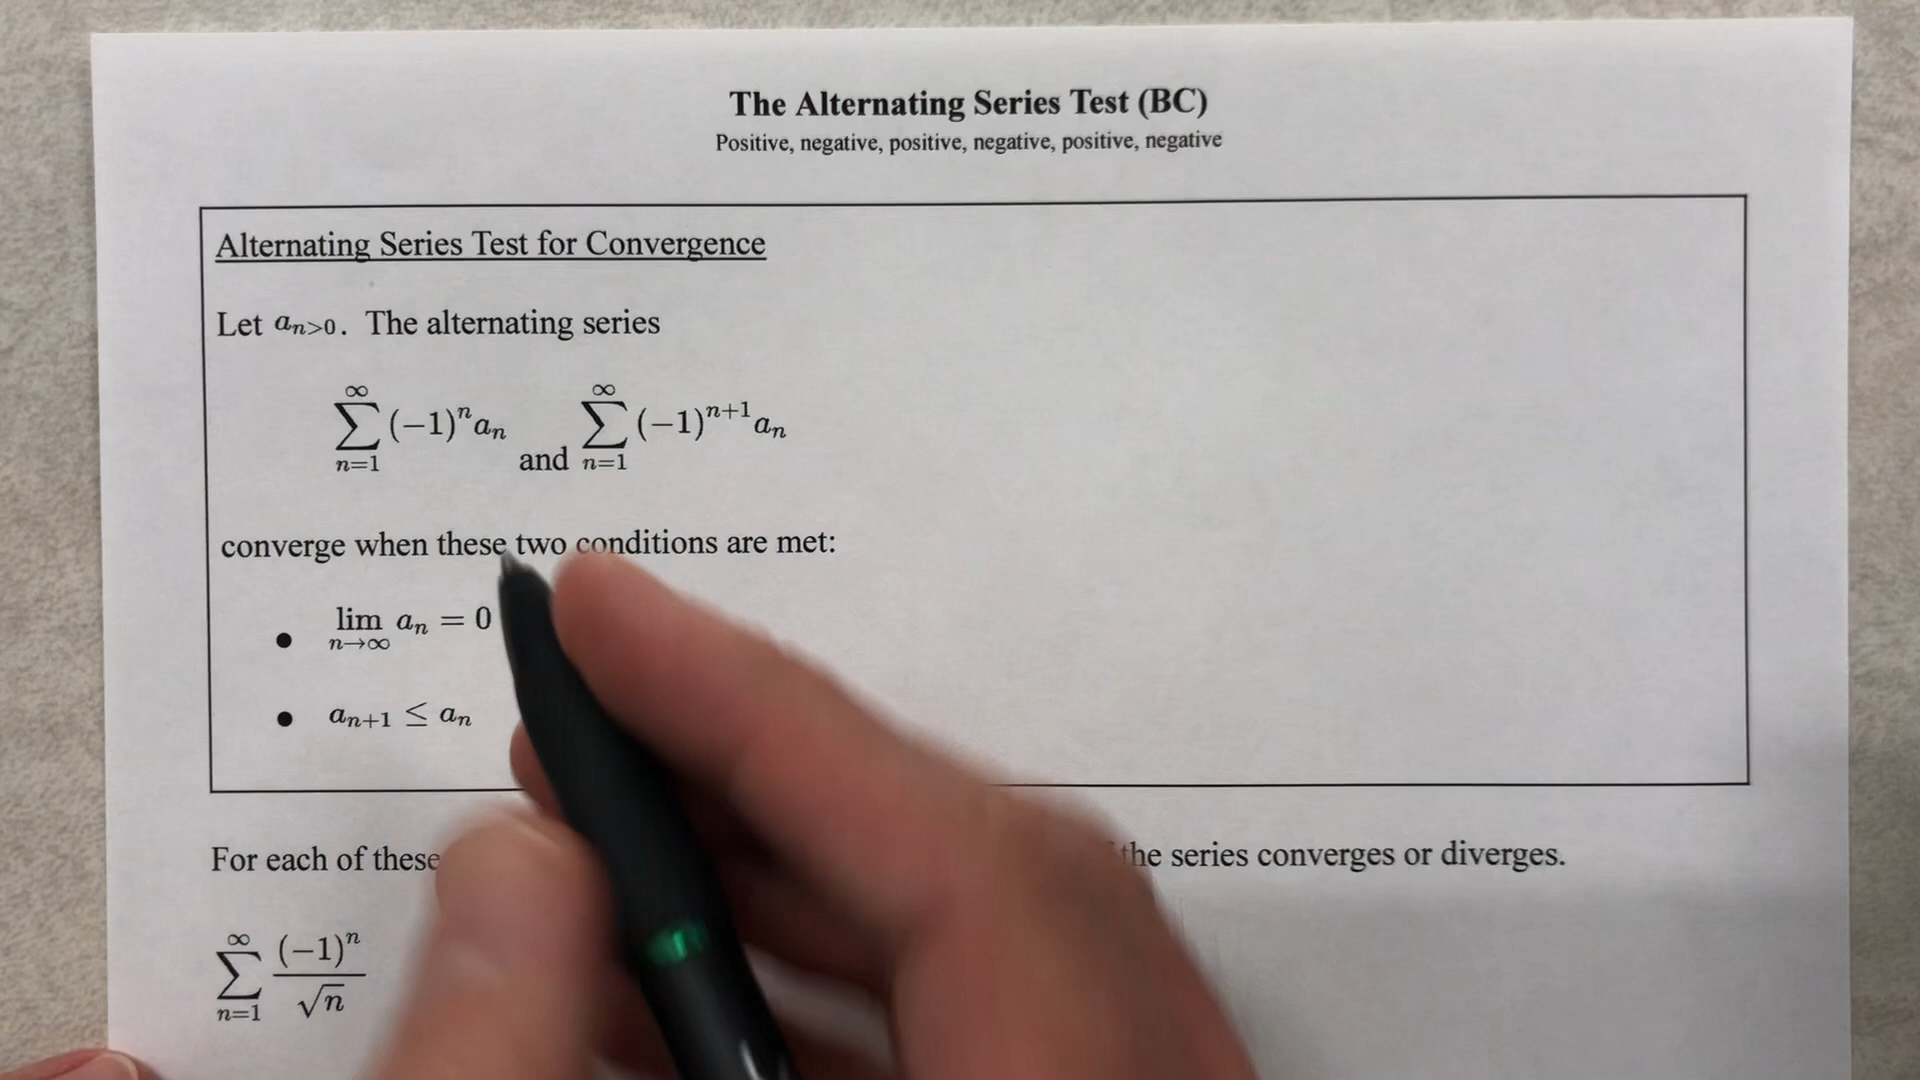 The Alternating Series Test (BC)
Positive, negative, positive, negative, positive, negative
Alternating Series Test for Convergence
Let aₙ>₀. The alternating series
∑_{n=1}^{∞} (−1)ⁿaₙ and ∑_{n=1}^{∞} (−1)ⁿ⁺¹aₙ
converge when these two conditions are met:
● lim_{n→∞} aₙ = 0
● aₙ₊₁ ≤ aₙ
For each of these the series converges or diverges.
∑_{n=1}^{∞} (−1)ⁿ/√n